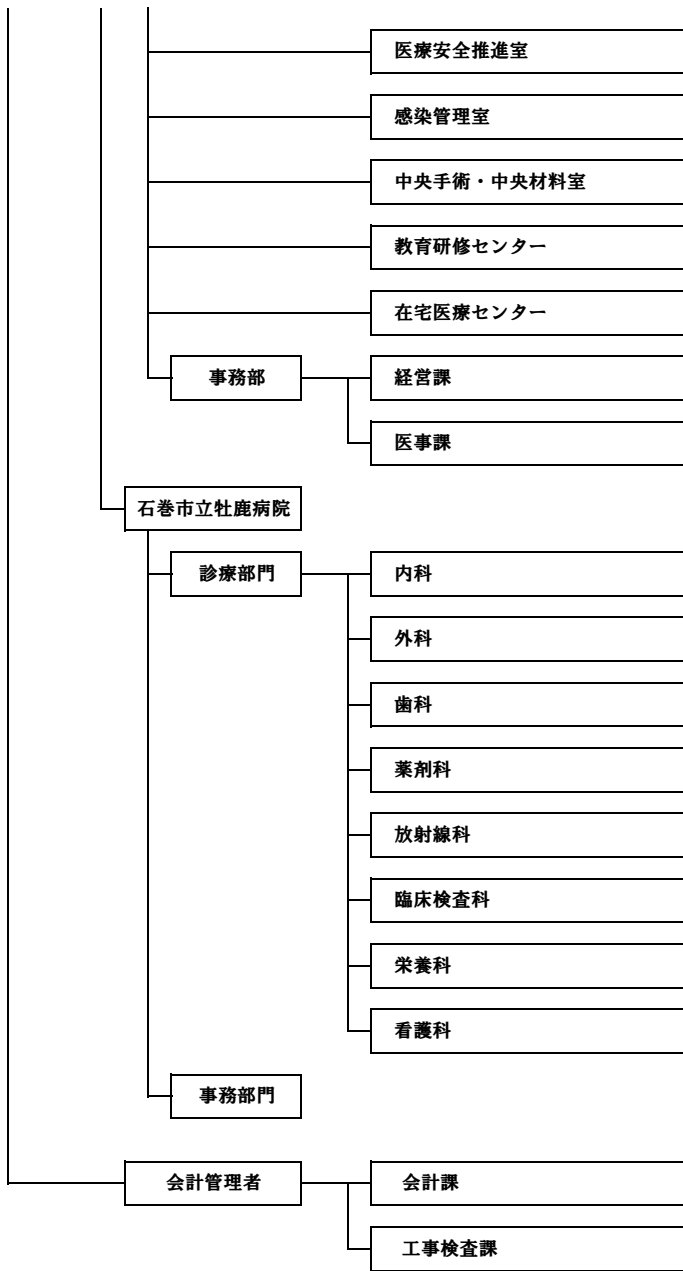 医療安全推進室
感染管理室
中央手術・中央材料室
教育研修センター
在宅医療センター
事務部
経営課
医事課
石巻市立牡鹿病院
診療部門
内科
外科
歯科
薬剤科
放射線科
臨床検査科
栄養科
看護科
事務部門
会計管理者
会計課
工事検査課